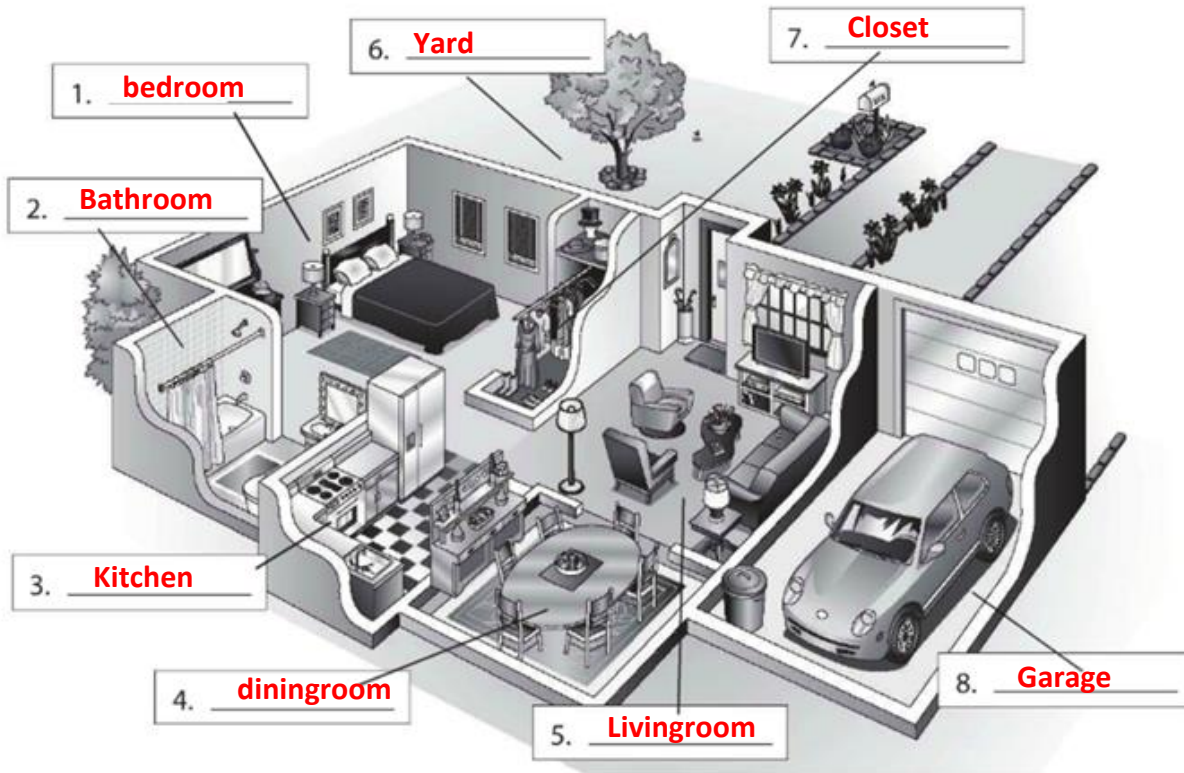 1. bedroom
2. Bathroom
3. Kitchen
4. diningroom
5. Livingroom
6. Yard
7. Closet
8. Garage